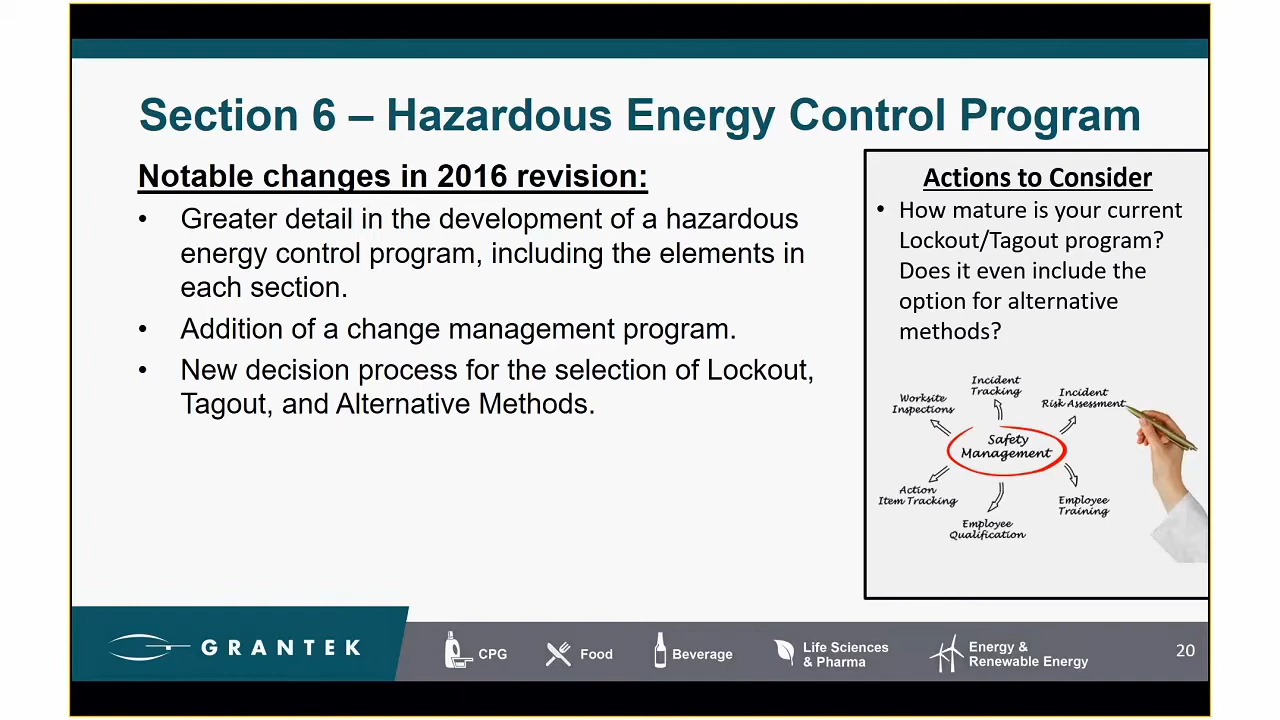 Section 6 – Hazardous Energy Control Program
Notable changes in 2016 revision:
• Greater detail in the development of a hazardous
energy control program, including the elements in
each section.
• Addition of a change management program.
• New decision process for the selection of Lockout,
Tagout, and Alternative Methods.
Actions to Consider
• How mature is your current
Lockout/Tagout program?
Does it even include the
option for alternative
methods?
Incident
Tracking
Incident
Risk Assessment
Worksite
Inspections
Safety
Management
Action
Item Tracking
Employee
Training
Employee
Qualification
GRANTEK
CPG
Food
Beverage
Life Sciences
& Pharma
Energy &
Renewable Energy
20